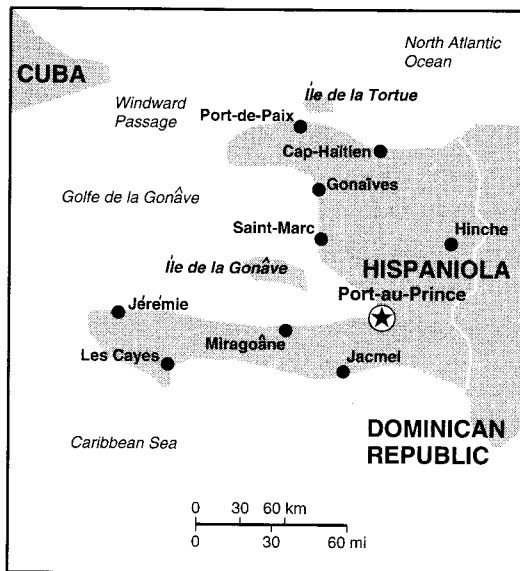 North Atlantic
Ocean
CUBA
Île de la Tortue
Windward
Passage
Port-de-Paix
Cap-Haïtien
Gonaïves
Golfe de la Gonâve
Saint-Marc
Hinche
Île de la Gonâve
HISPANIOLA
Port-au-Prince
Jérémie
Miragoâne
Les Cayes
Jacmel
DOMINICAN
REPUBLIC
Caribbean Sea
0 30 60 km
0 30 60 mi